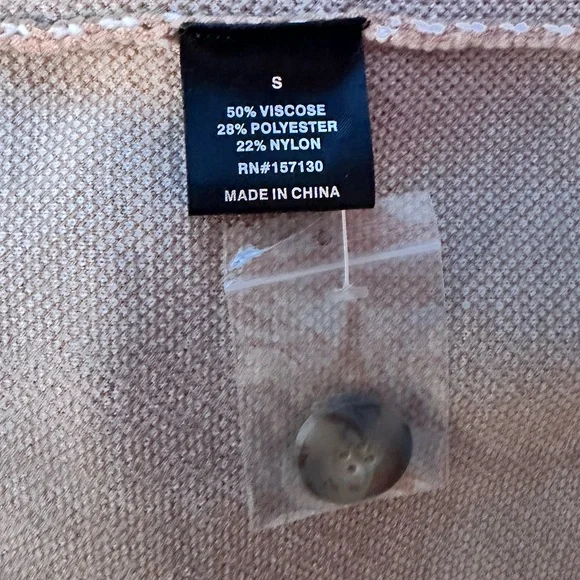 S
50% VISCOSE
28% POLYESTER
22% NYLON
RN#157130
MADE IN CHINA